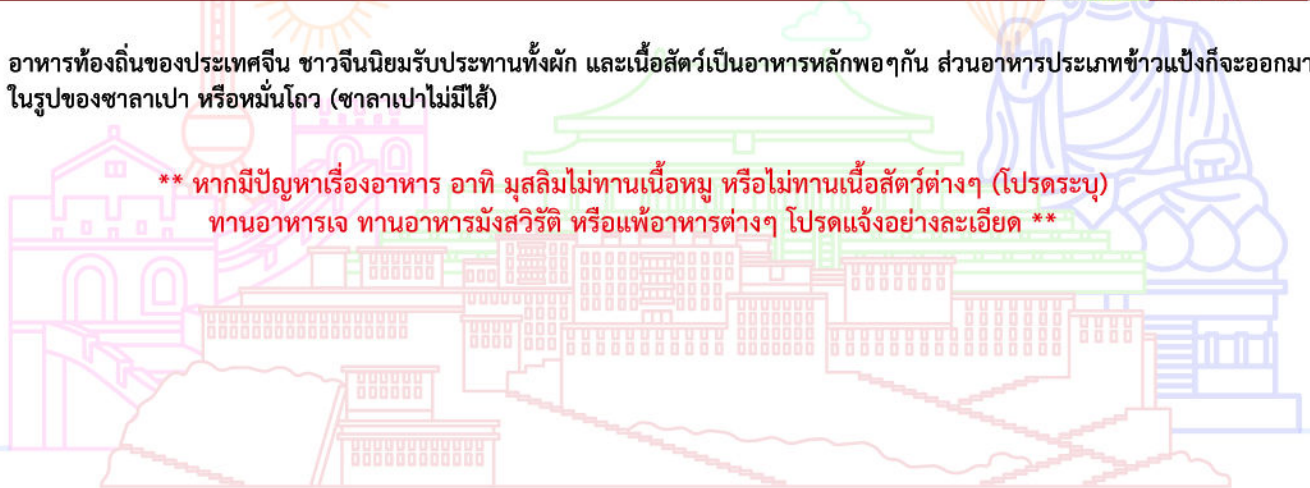 อาหารท้องถิ่นของประเทศจีน ชาวจีนนิยมรับประทานทั้งผัก และเนื้อสัตว์เป็นอาหารหลักพอๆกัน ส่วนอาหารประเภทข้าวแป้งก็จะออกมา
ในรูปของซาลาเปา หรือหมั่นโถว (ซาลาเปาไม่มีไส้)
** หากมีปัญหาเรื่องอาหาร อาทิ มุสลิมไม่ทานเนื้อหมู หรือไม่ทานเนื้อสัตว์ต่างๆ (โปรดระบุ)
ทานอาหารเจ ทานอาหารมังสวิรัติ หรือแพ้อาหารต่างๆ โปรดแจ้งอย่างละเอียด **